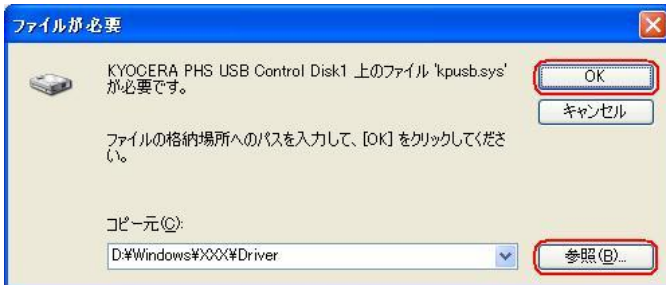 ファイルが必要
KYOCERA PHS USB Control Disk1 上のファイル 'kpusb.sys'
が必要です。
OK
キャンセル
ファイルの格納場所へのパスを入力して、[OK] をクリックしてくださ
い。
コピー元(C):
D:¥Windows¥XXX¥Driver
参照(B)...